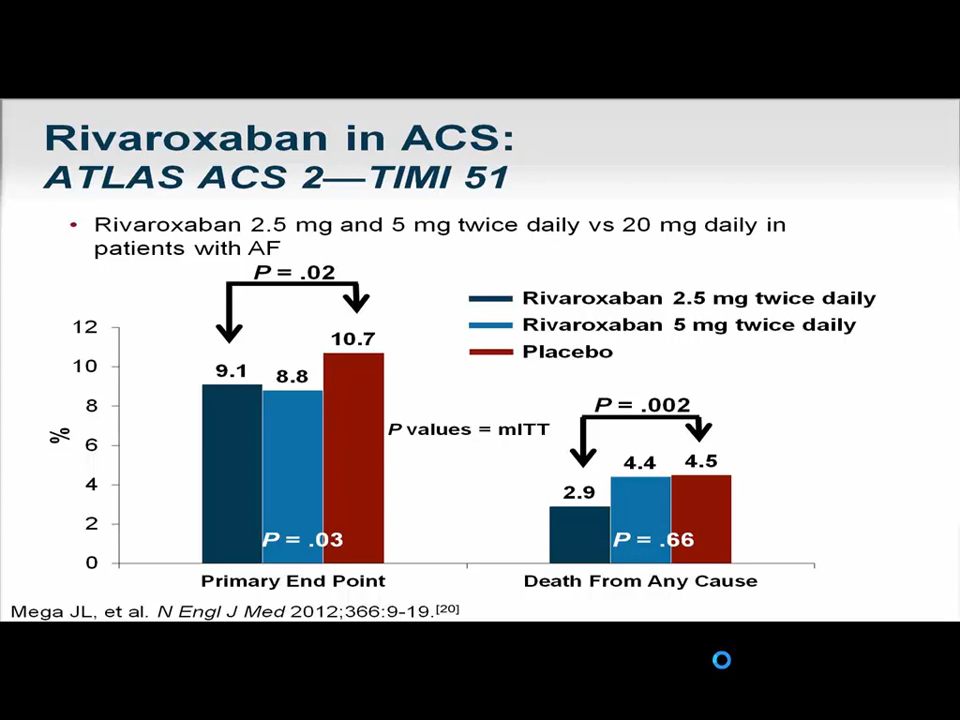 Rivaroxaban in ACS:
ATLAS ACS 2—TIMI 51
• Rivaroxaban 2.5 mg and 5 mg twice daily vs 20 mg daily in
patients with AF
P = .02
Rivaroxaban 2.5 mg twice daily
Rivaroxaban 5 mg twice daily
Placebo
%
12
10
8
6
4
2
0
9.1
8.8
10.7
P = .03
P values = mITT
P = .002
2.9
4.4
4.5
P = .66
Primary End Point
Death From Any Cause
Mega JL, et al. N Engl J Med 2012;366:9-19.[20]